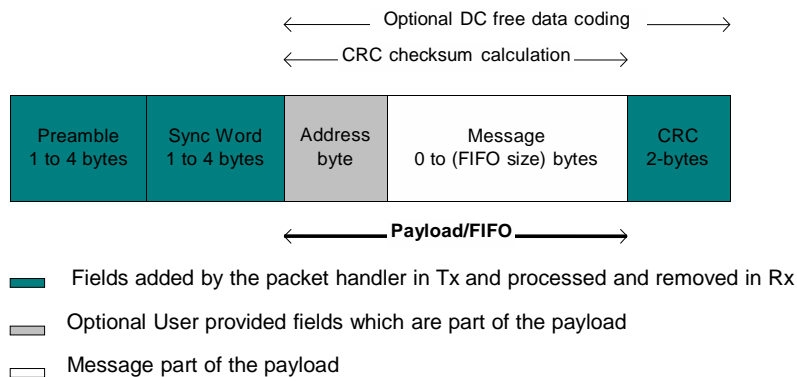 Optional DC free data coding
CRC checksum calculation
Preamble
1 to 4 bytes
Sync Word
1 to 4 bytes
Address
byte
Message
0 to (FIFO size) bytes
CRC
2-bytes
Payload/FIFO
Fields added by the packet handler in Tx and processed and removed in Rx
Optional User provided fields which are part of the payload
Message part of the payload